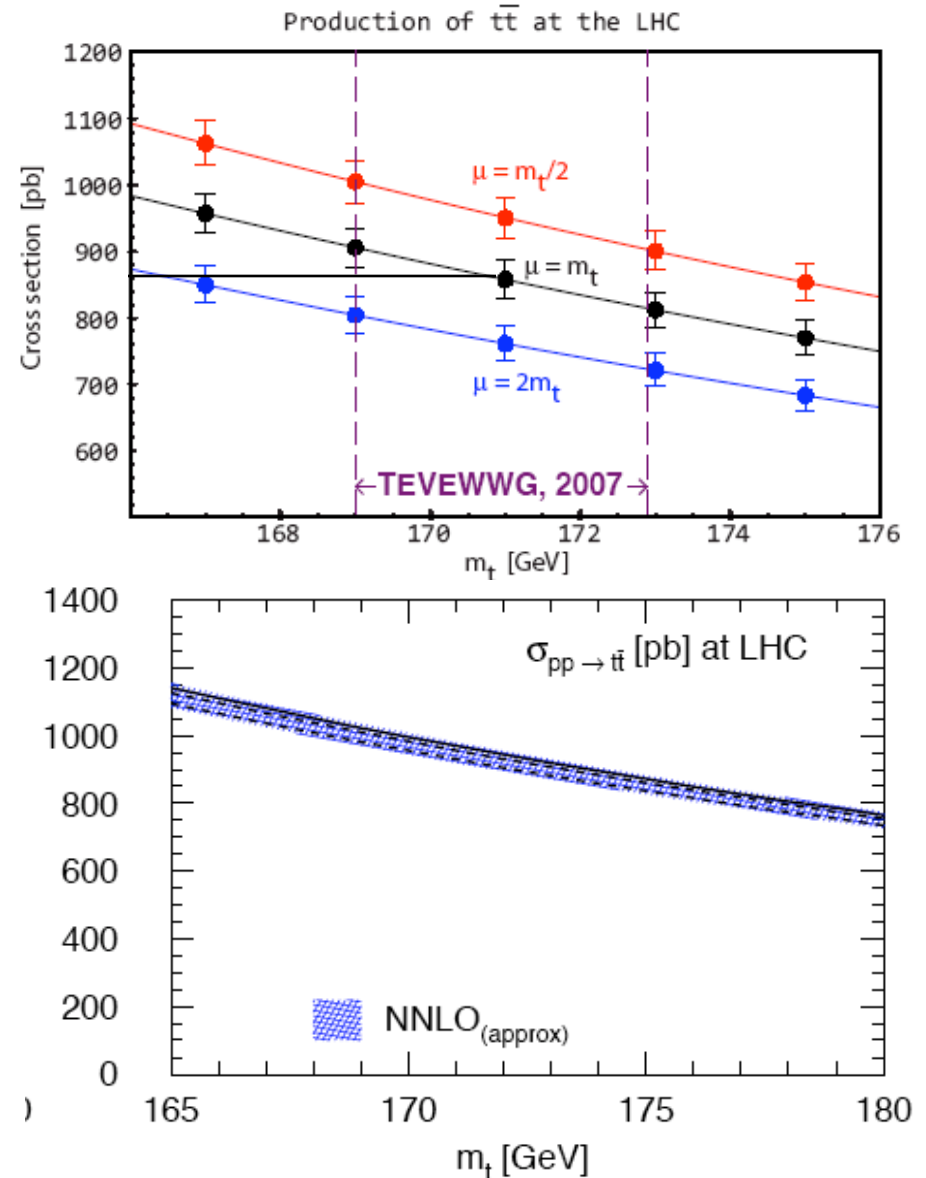 Production of tt̅ at the LHC
Cross section [pb]
1200
1100
1000
900
800
700
600
μ = m_t/2
μ = m_t
μ = 2m_t
TEVEWWG, 2007
168 170 172 174 176
m_t [GeV]
1400
1200
1000
800
600
400
200
0
σ_pp → tt̅ [pb] at LHC
NNLO_(approx)
) 165 170 175 180
m_t [GeV]